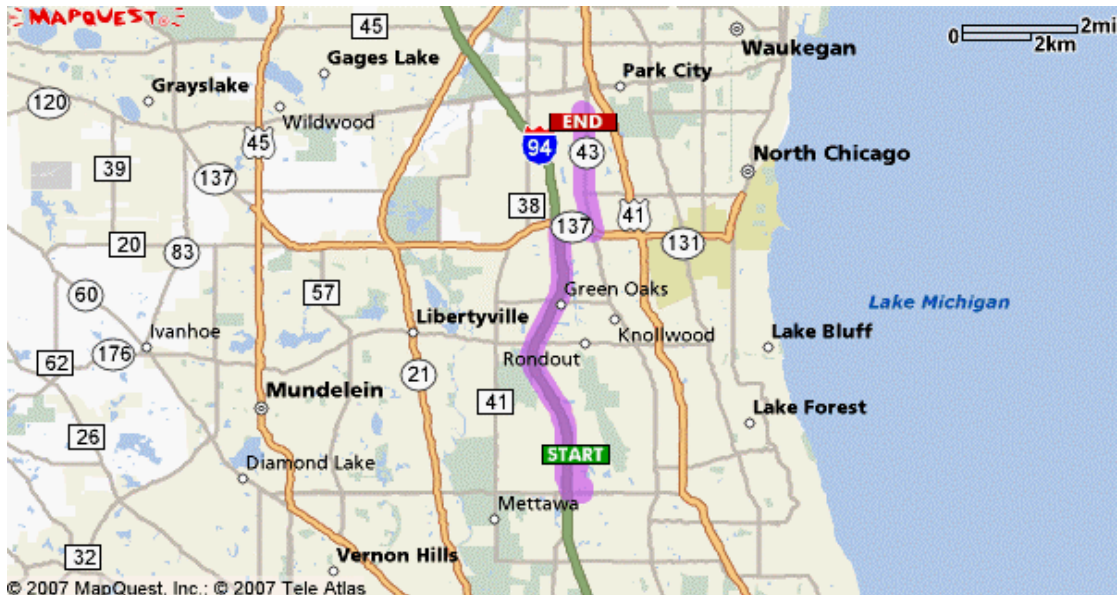 MAPQUEST
45
Gages Lake
Waukegan
0
2mi
2km
Grayslake
Park City
120
Wildwood
END
45
94
43
North Chicago
39
137
38
41
137
131
20
83
57
Green Oaks
60
Lake Michigan
Ivanhoe
Libertyville
Knollwood
Lake Bluff
176
Rondout
62
21
Mundelein
41
Lake Forest
26
START
Diamond Lake
Mettawa
32
Vernon Hills
© 2007 MapQuest, Inc.; © 2007 Tele Atlas